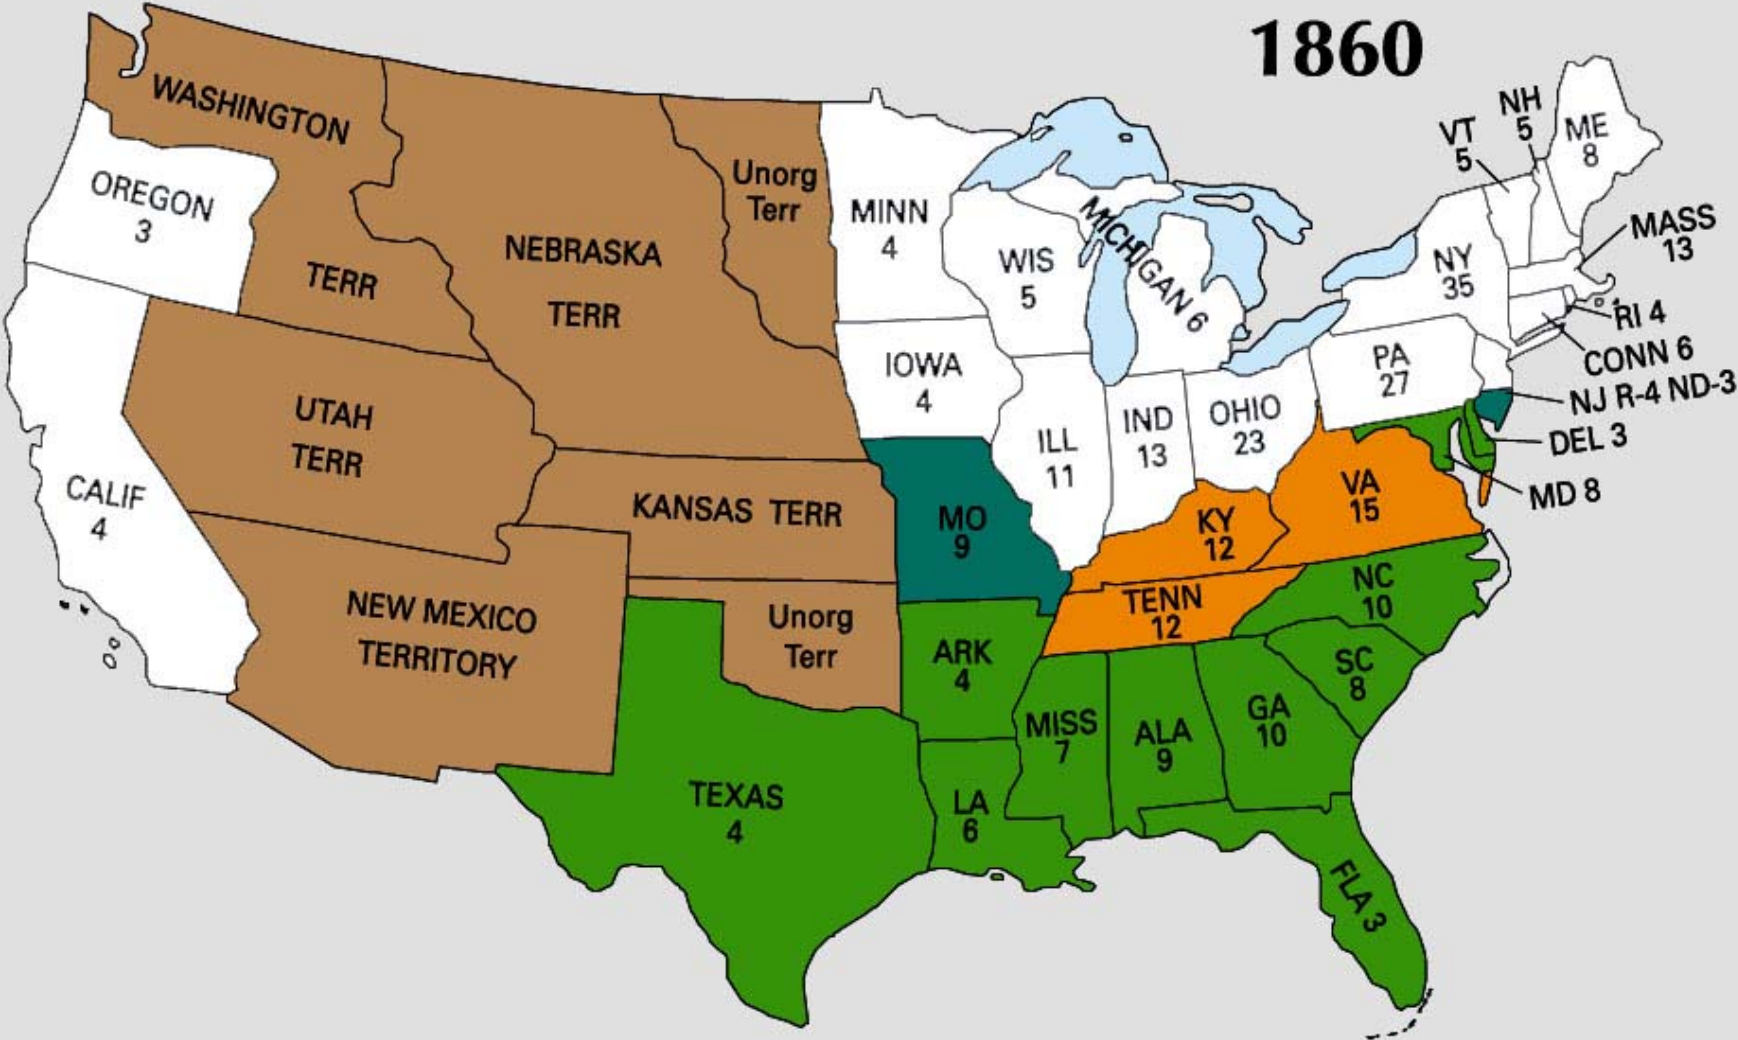 1860
WASHINGTON
TERR
OREGON
3
NEBRASKA
TERR
Unorg
Terr
MINN
4
WIS
5
MICHIGAN 6
VT
5
NH
5
ME
8
MASS
13
NY
35
RI 4
CONN 6
NJ R-4 ND-3
DEL 3
MD 8
PA
27
IOWA
4
ILL
11
IND
13
OHIO
23
UTAH
TERR
CALIF
4
KANSAS TERR
MO
9
KY
12
VA
15
NEW MEXICO
TERRITORY
Unorg
Terr
ARK
4
TENN
12
NC
10
SC
8
TEXAS
4
LA
6
MISS
7
ALA
9
GA
10
FLA 3